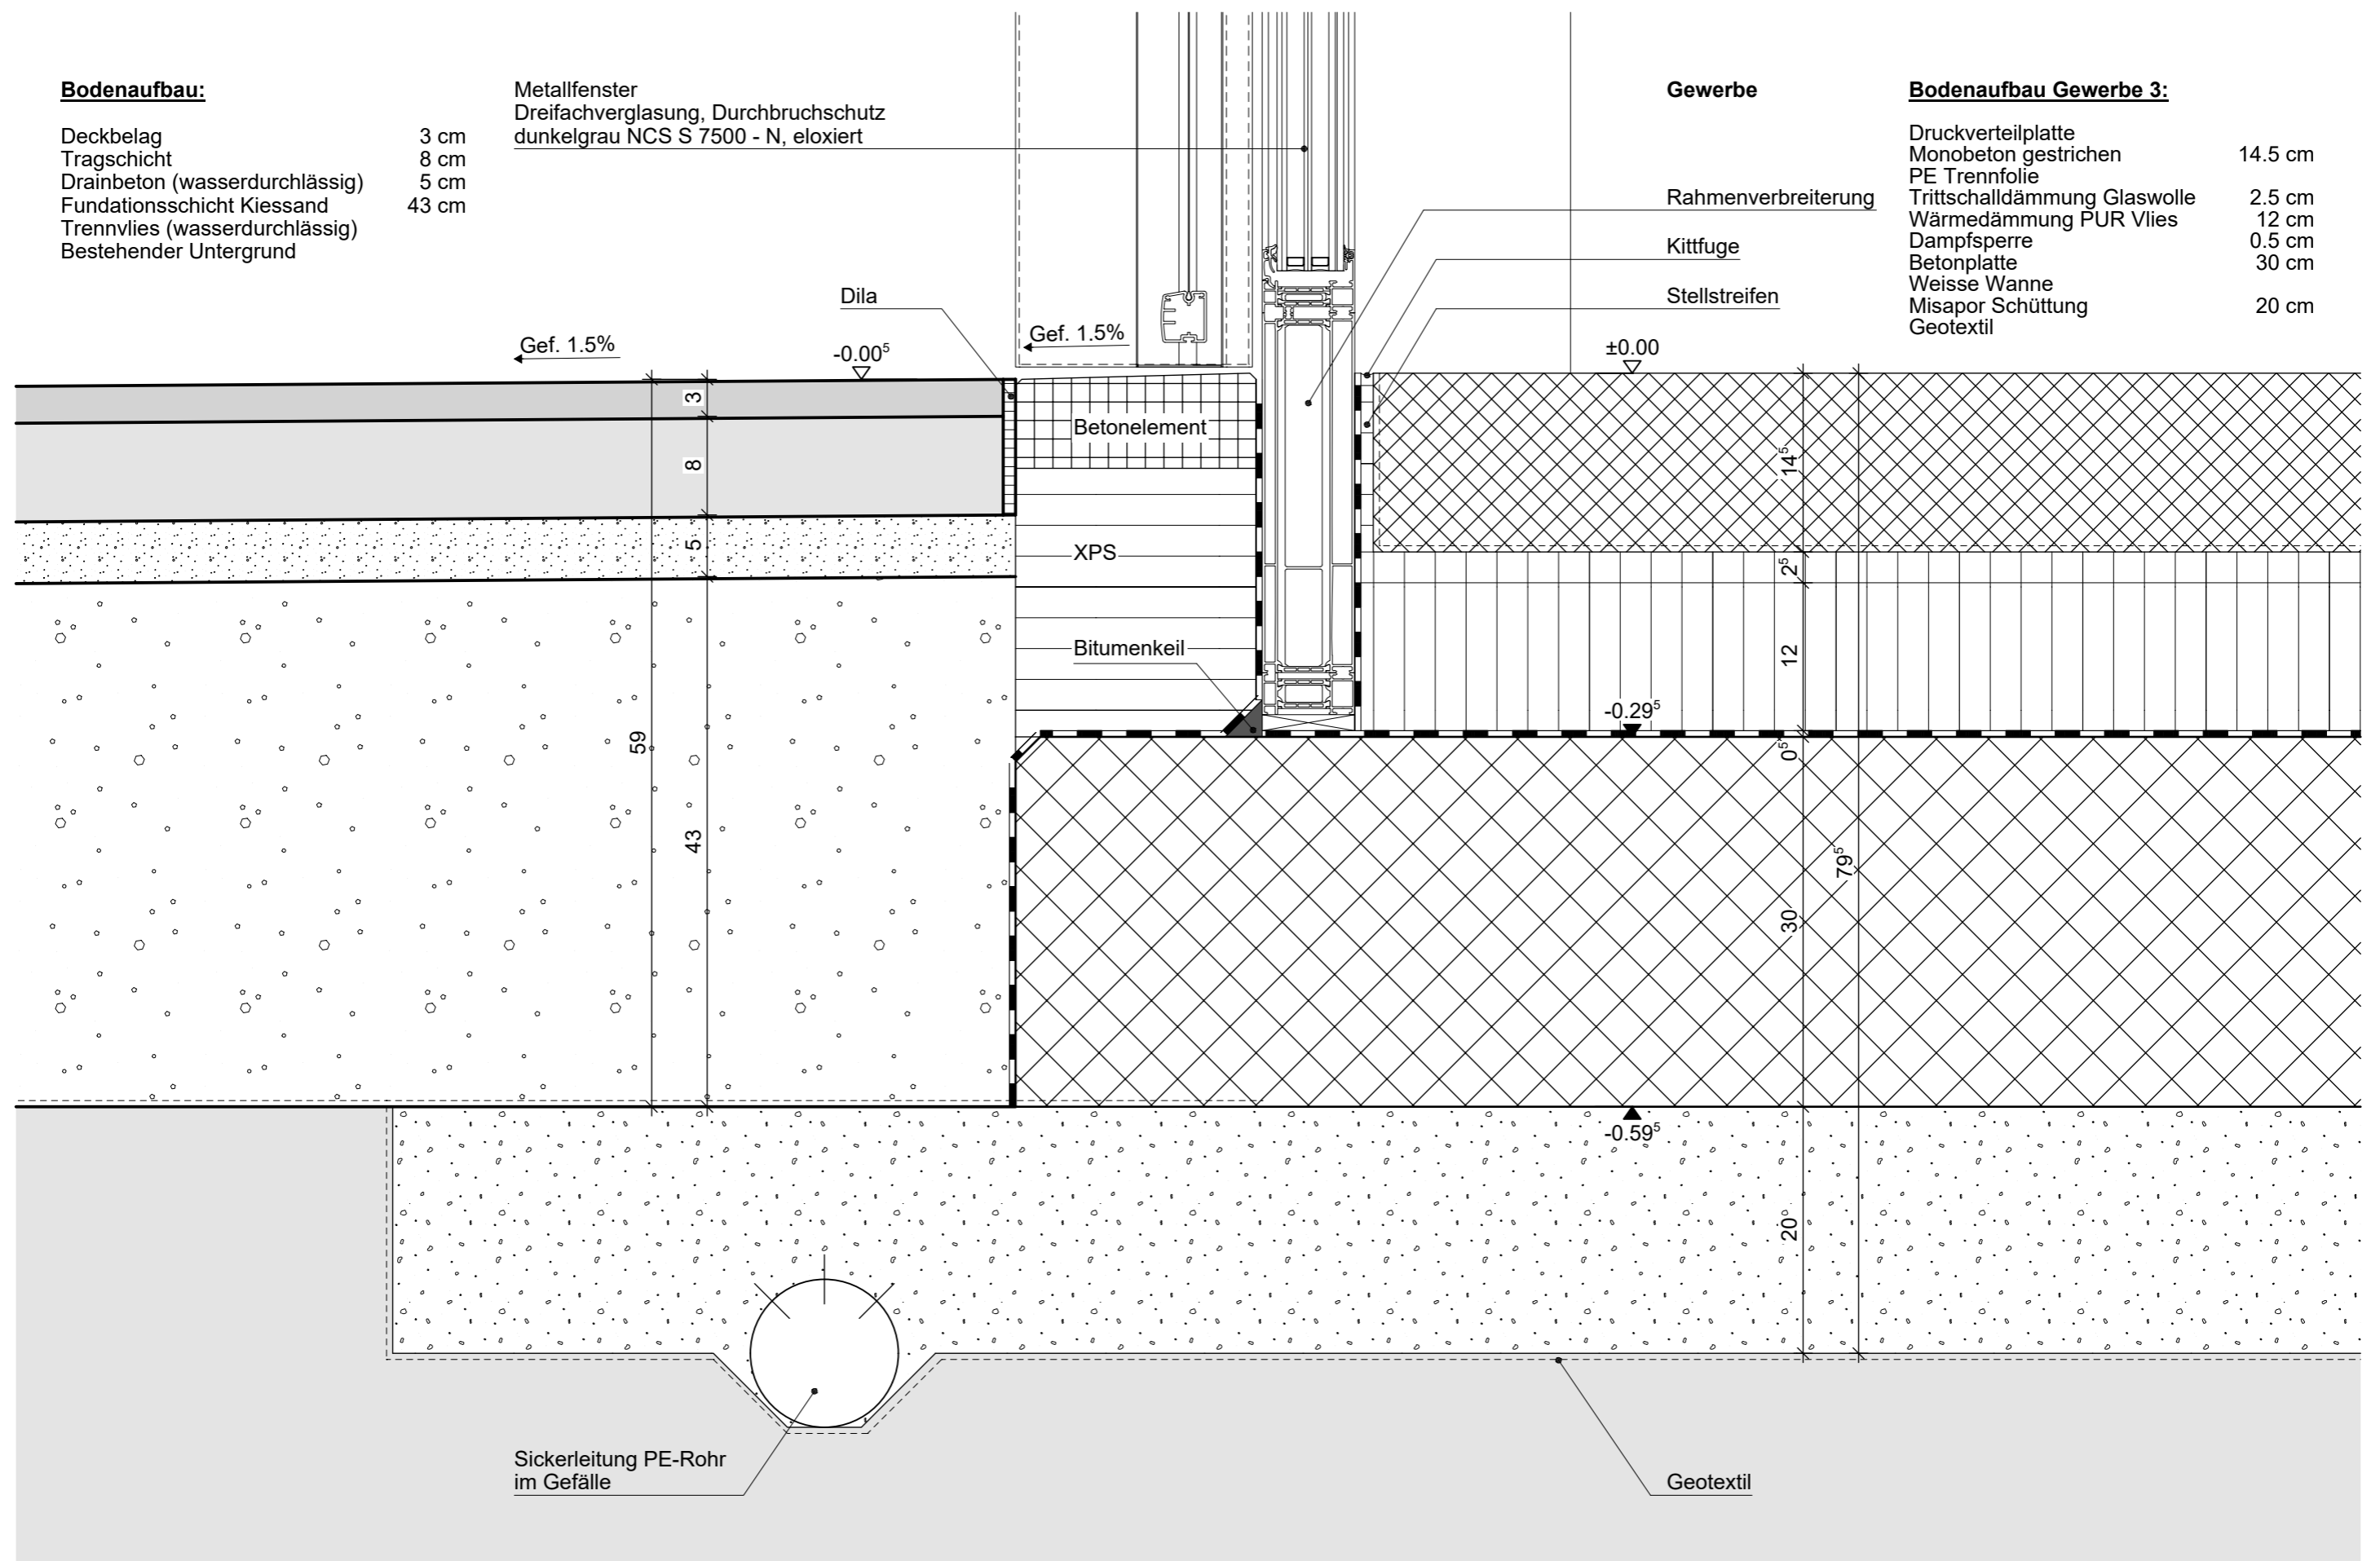 Bodenaufbau:
Deckbelag 3 cm
Tragschicht 8 cm
Drainbeton (wasserdurchlässig) 5 cm
Fundationsschicht Kiessand 43 cm
Trennvlies (wasserdurchlässig)
Bestehender Untergrund
Metallfenster
Dreifachverglasung, Durchbruchschutz
dunkelgrau NCS S 7500 - N, eloxiert
Gewerbe
Bodenaufbau Gewerbe 3:
Druckverteilplatte
Monobeton gestrichen 14.5 cm
PE Trennfolie
Trittschalldämmung Glaswolle 2.5 cm
Wärmedämmung PUR Vlies 12 cm
Dampfsperre 0.5 cm
Betonplatte 30 cm
Weisse Wanne
Misapor Schüttung 20 cm
Geotextil
Rahmenverbreiterung
Kittfuge
Stellstreifen
Dila
Gef. 1.5%
-0.00⁵
Gef. 1.5%
±0.00
3
8
5
59
43
Betonelement
XPS
Bitumenkeil
14⁵
2⁵
12
-0.29⁵
0⁵
79⁵
30
-0.59⁵
20
Sickerleitung PE-Rohr
im Gefälle
Geotextil